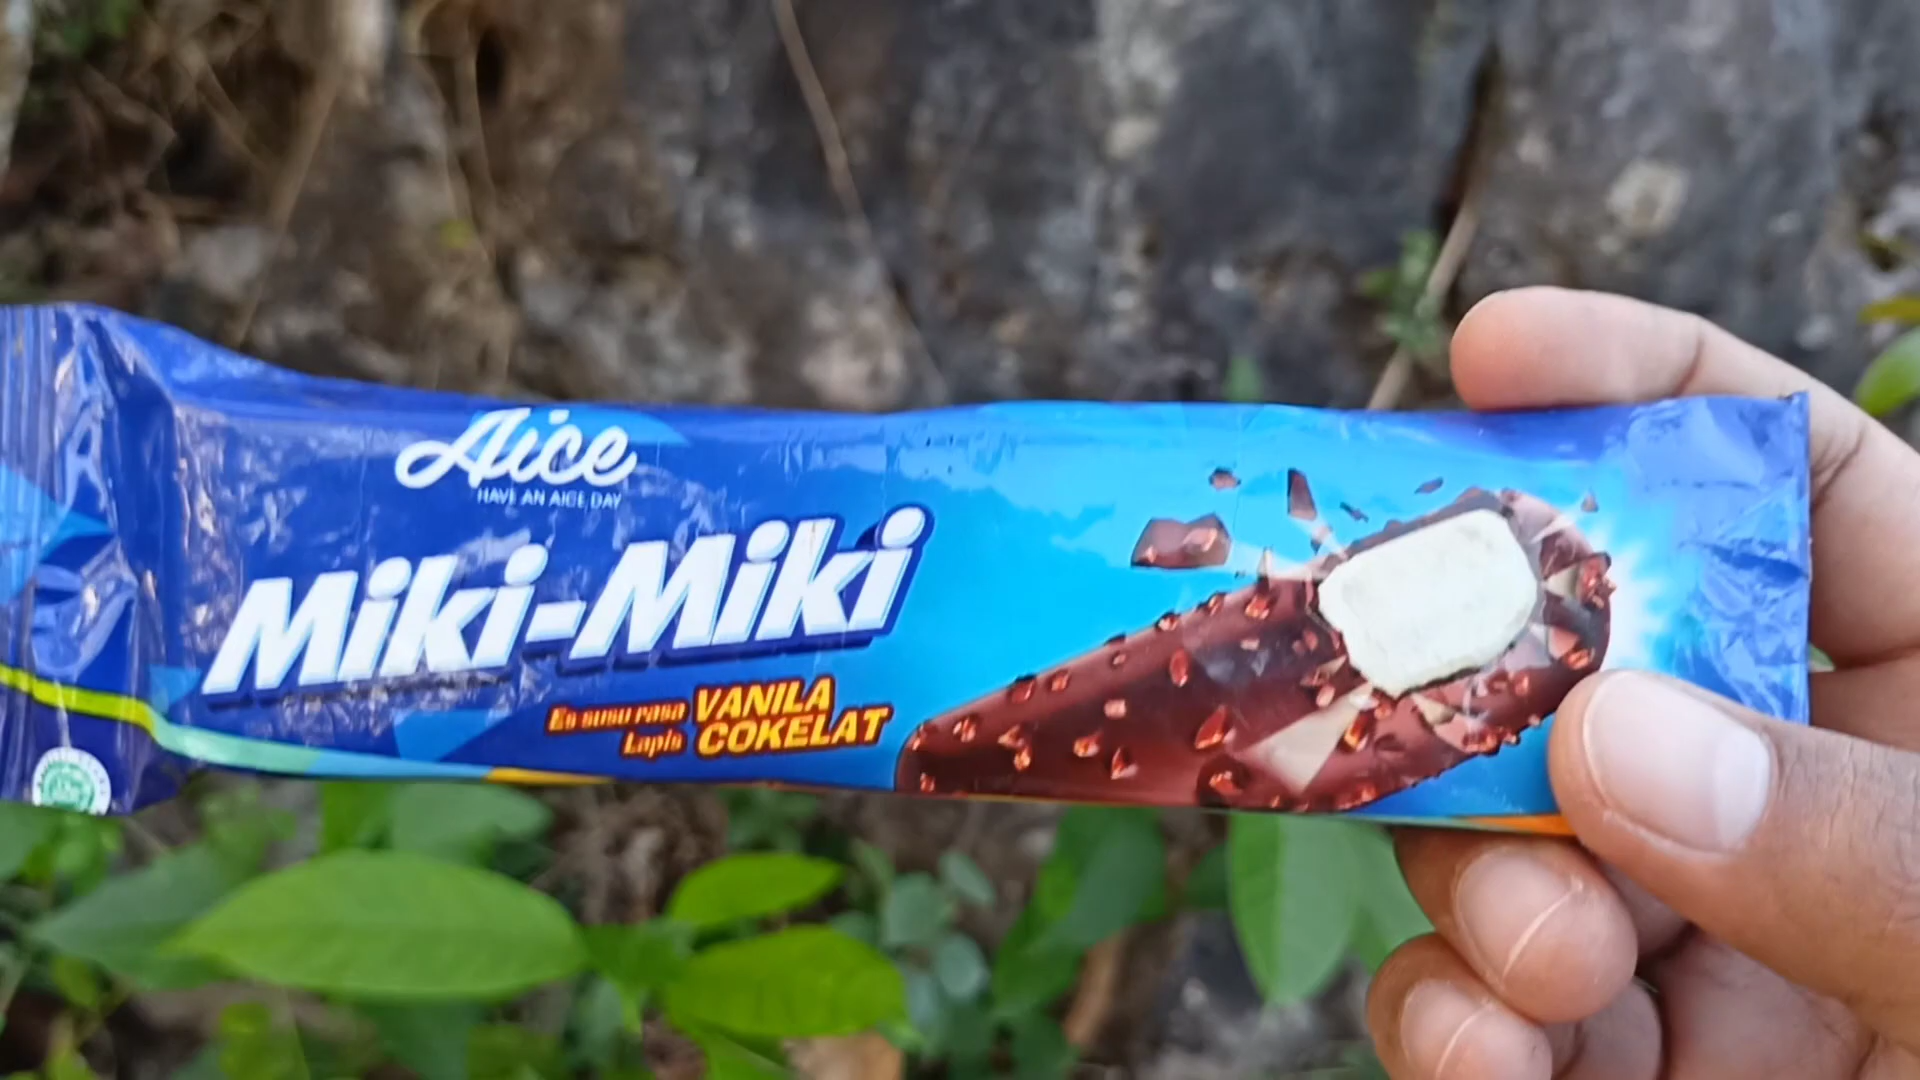 Aice
HAVE AN AICE DAY
Miki-Miki
Es susu rasa VANILA
Lapis COKELAT